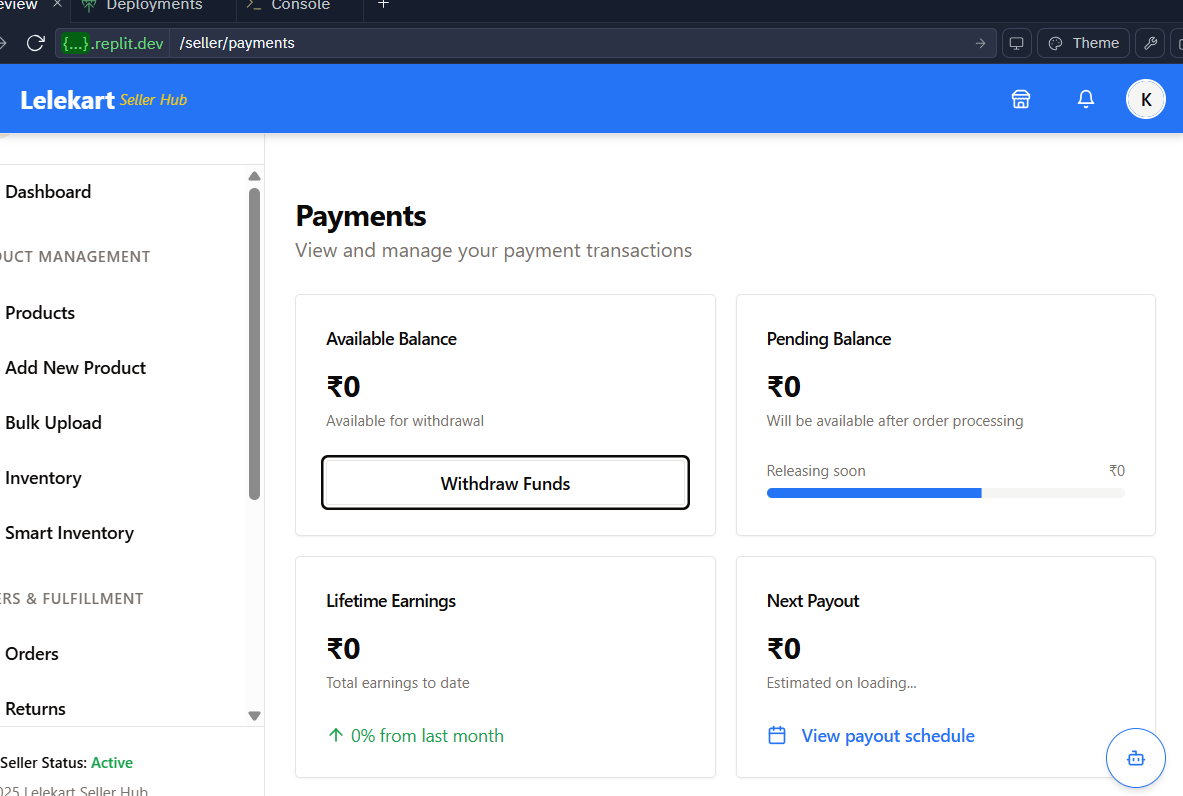 eview Deployments Console
{...}.replit.dev /seller/payments Theme
Lelekart Seller Hub K
Dashboard
UCT MANAGEMENT
Products
Add New Product
Bulk Upload
Inventory
Smart Inventory
ERS & FULFILLMENT
Orders
Returns
Seller Status: Active
025 Lelekart Seller Hub
Payments
View and manage your payment transactions
Available Balance
₹0
Available for withdrawal
Withdraw Funds
Pending Balance
₹0
Will be available after order processing
Releasing soon ₹0
Lifetime Earnings
₹0
Total earnings to date
0% from last month
Next Payout
₹0
Estimated on loading...
View payout schedule